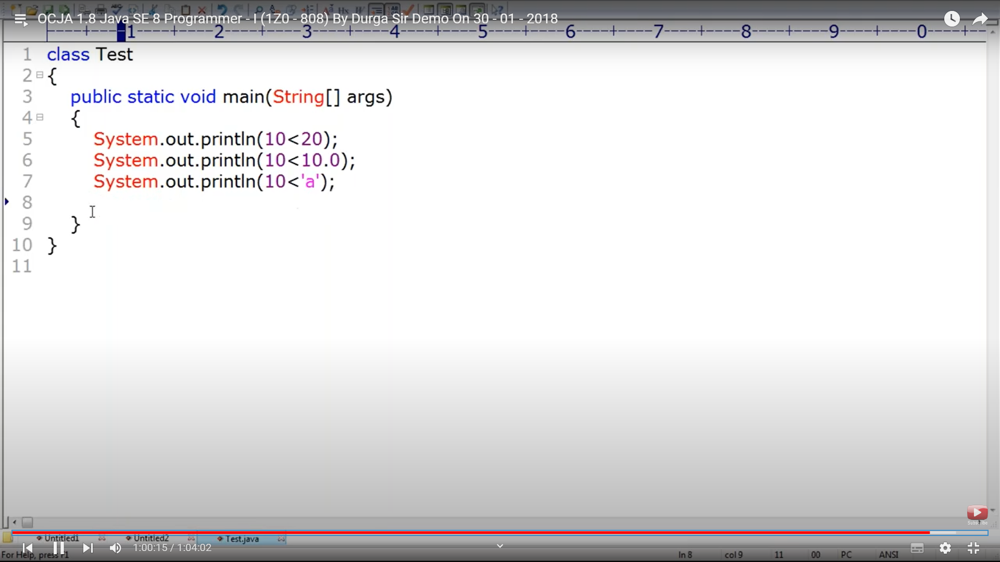 OCJA 1.8 Java SE 8 Programmer - I (1Z0 - 808) By Durga Sir Demo On 30 - 01 - 2018
----+----1----+----2----+----3----+----4----+----5----+----6----+----7----+----8----+----9----+----0----+--
1 class Test
2 {
3 public static void main(String[] args)
4 {
5 System.out.println(10<20);
6 System.out.println(10<10.0);
7 System.out.println(10<'a');
8
9 }
10 }
11
Subscribe
Untitled1 Untitled2 Test.java
1:00:15 / 1:04:02
For Help, press F1 ln 8 col 9 11 00 PC ANSI